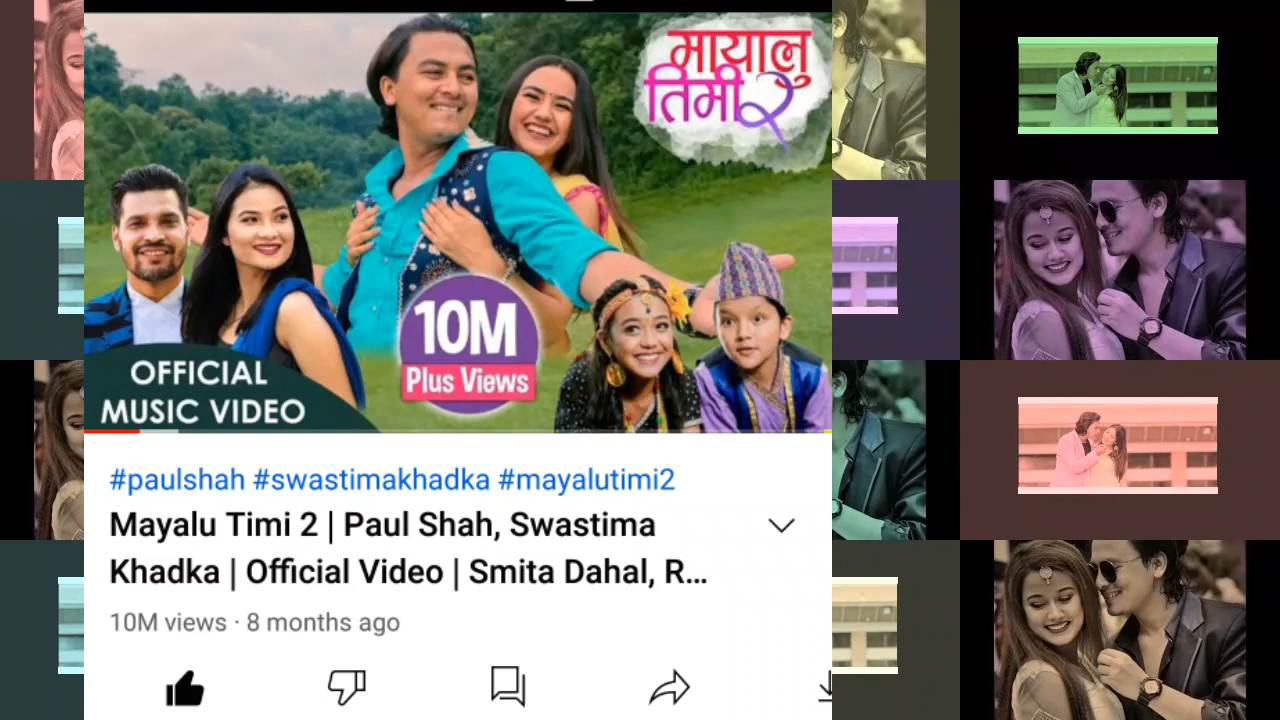 मायालु
तिमी २
10M
Plus Views
OFFICIAL
MUSIC VIDEO
#paulshah #swastimakhadka #mayalutimi2
Mayalu Timi 2 | Paul Shah, Swastima
Khadka | Official Video | Smita Dahal, R...
10M views · 8 months ago